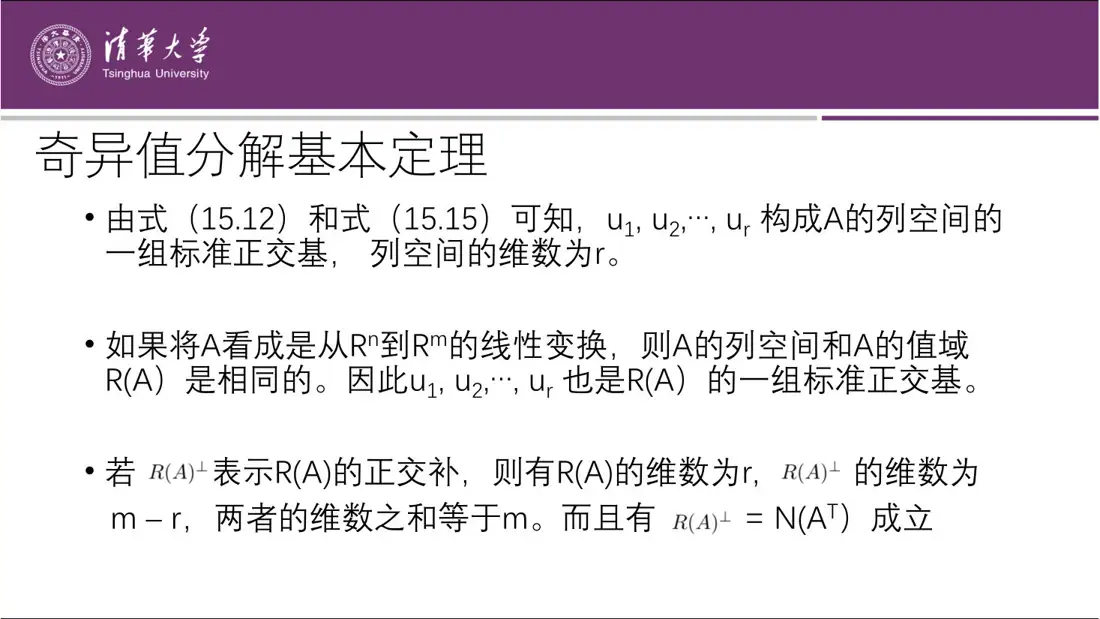 清华大学
Tsinghua University
奇异值分解基本定理
• 由式（15.12）和式（15.15）可知，u₁, u₂,⋯, uᵣ 构成A的列空间的
一组标准正交基， 列空间的维数为r。
• 如果将A看成是从Rⁿ到Rᵐ的线性变换，则A的列空间和A的值域
R(A）是相同的。因此u₁, u₂,⋯, uᵣ 也是R(A）的一组标准正交基。
• 若 R(A)^⊥ 表示R(A)的正交补，则有R(A)的维数为r， R(A)^⊥ 的维数为
m – r，两者的维数之和等于m。而且有 R(A)^⊥ = N(Aᵀ）成立